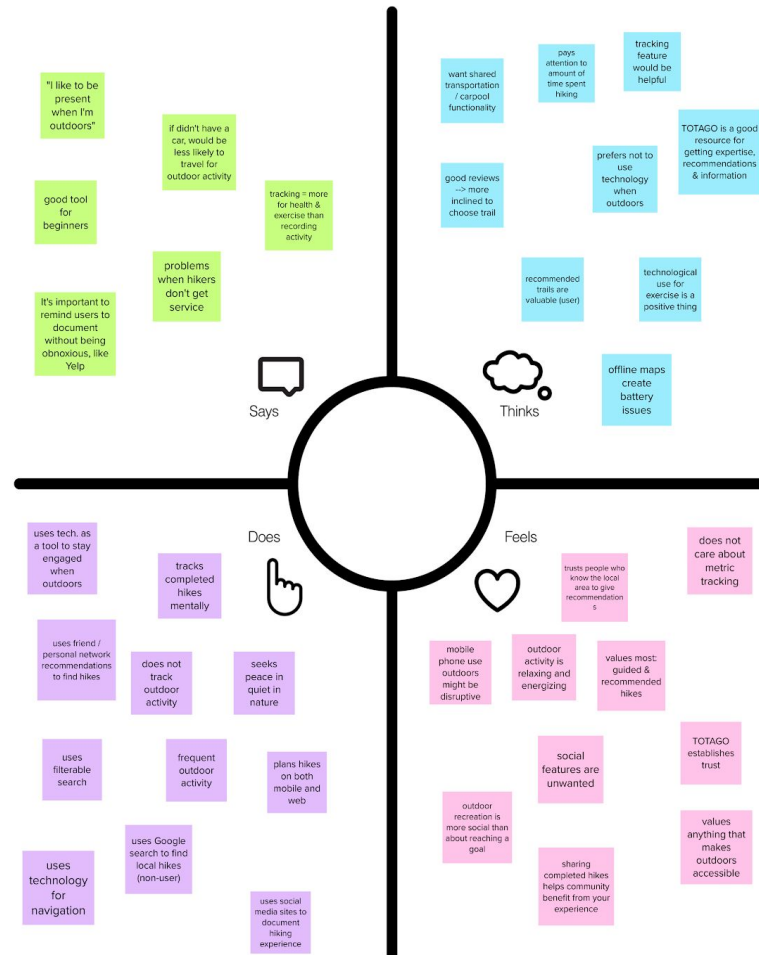 "I like to be
present
when I'm
outdoors"
if didn't have a
car, would be
less likely to
travel for
outdoor activity
good tool
for
beginners
tracking = more
for health &
exercise than
recording
activity
problems
when hikers
don't get
service
It's important to
remind users to
document
without being
obnoxious, like
Yelp
Says
want shared
transportation
/ carpool
functionality
pays
attention to
amount of
time spent
hiking
tracking
feature
would be
helpful
TOTAGO is a good
resource for
getting expertise,
recommendations
& information
good reviews
--> more
inclined to
choose trail
prefers not to
use
technology
when
outdoors
recommended
trails are
valuable (user)
technological
use for
exercise is a
positive thing
offline maps
create
battery
issues
Thinks
Does
uses tech. as
a tool to stay
engaged
when
outdoors
tracks
completed
hikes
mentally
uses friend /
personal network
recommendations
to find hikes
does not
track
outdoor
activity
seeks
peace in
quiet in
nature
uses
filterable
search
frequent
outdoor
activity
plans hikes
on both
mobile and
web
uses
technology
for
navigation
uses Google
search to find
local hikes
(non-user)
uses social
media sites to
document
hiking
experience
Feels
does not
care about
metric
tracking
trusts people who
know the local
area to give
recommendation
s
mobile
phone use
outdoors
might be
disruptive
outdoor
activity is
relaxing and
energizing
values most:
guided &
recommended
hikes
social
features are
unwanted
TOTAGO
establishes
trust
outdoor
recreation is
more social than
about reaching a
goal
values
anything that
makes
outdoors
accessible
sharing
completed hikes
helps community
benefit from your
experience